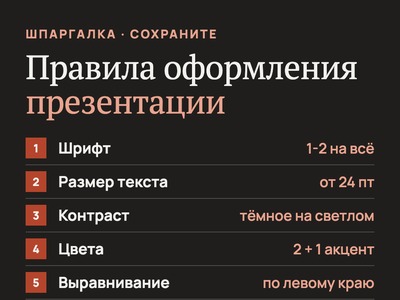 ШПАРГАЛКА · СОХРАНИТЕ
Правила оформления
презентации
1 Шрифт 1-2 на всё
2 Размер текста от 24 пт
3 Контраст тёмное на светлом
4 Цвета 2 + 1 акцент
5 Выравнивание по левому краю